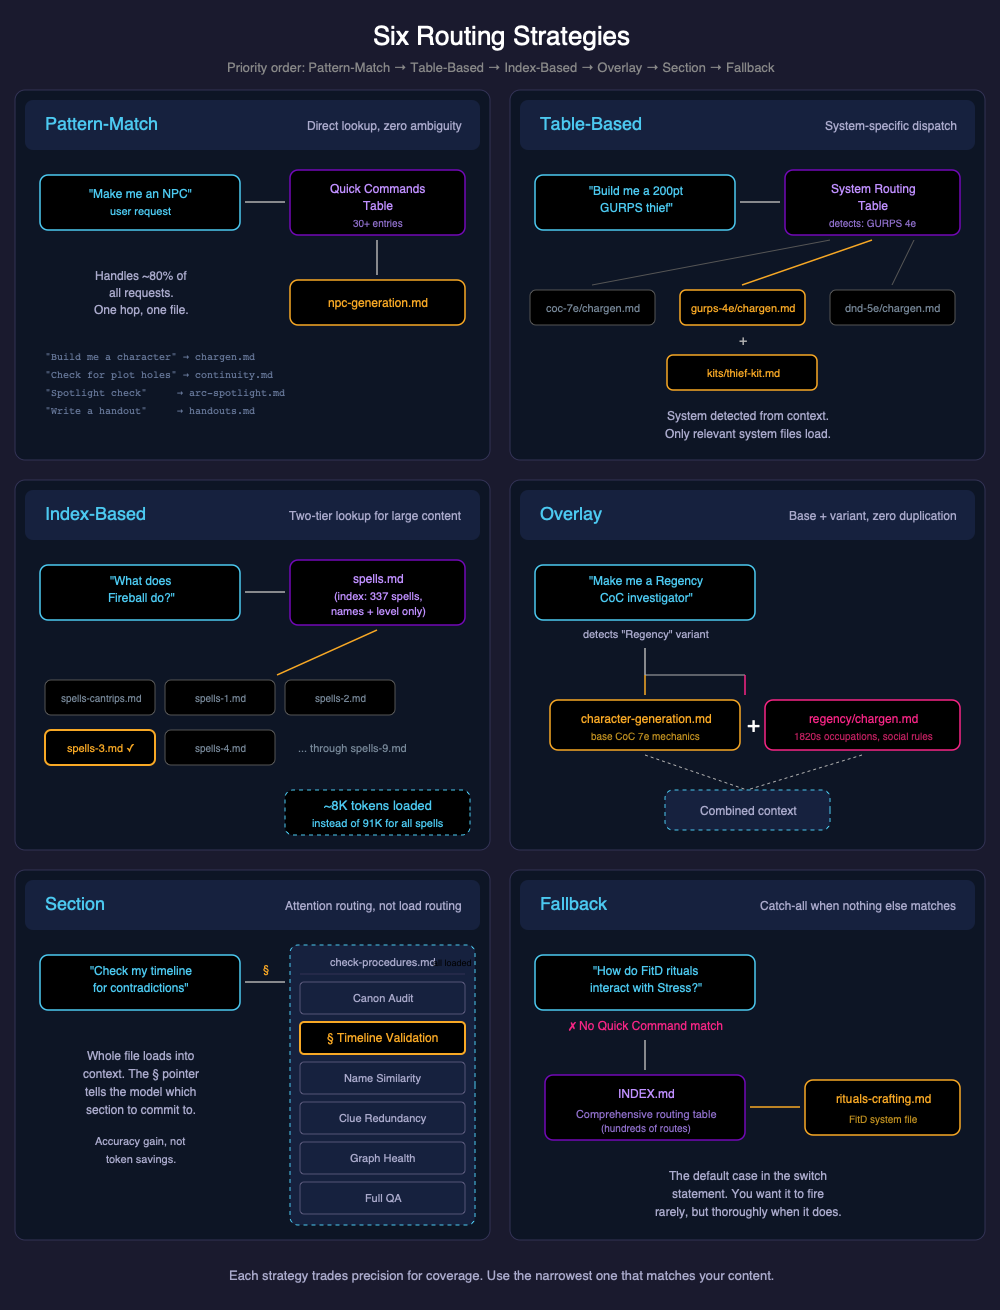 Six Routing Strategies
Priority order: Pattern-Match → Table-Based → Index-Based → Overlay → Section → Fallback
Pattern-Match
Direct lookup, zero ambiguity
"Make me an NPC"
user request
Quick Commands
Table
30+ entries
Handles ~80% of
all requests.
One hop, one file.
npc-generation.md
"Build me a character" → chargen.md
"Check for plot holes" → continuity.md
"Spotlight check" → arc-spotlight.md
"Write a handout" → handouts.md
Table-Based
System-specific dispatch
"Build me a 200pt
GURPS thief"
System Routing
Table
detects: GURPS 4e
coc-7e/chargen.md
gurps-4e/chargen.md
dnd-5e/chargen.md
+
kits/thief-kit.md
System detected from context.
Only relevant system files load.
Index-Based
Two-tier lookup for large content
"What does
Fireball do?"
spells.md
(index: 337 spells,
names + level only)
spells-cantrips.md
spells-1.md
spells-2.md
spells-3.md ✓
spells-4.md
... through spells-9.md
~8K tokens loaded
instead of 91K for all spells
Overlay
Base + variant, zero duplication
"Make me a Regency
CoC investigator"
detects "Regency" variant
character-generation.md
base CoC 7e mechanics
+
regency/chargen.md
1820s occupations, social rules
Combined context
Section
Attention routing, not load routing
"Check my timeline
for contradictions"
§
check-procedures.md
loaded
Canon Audit
§ Timeline Validation
Name Similarity
Clue Redundancy
Graph Health
Full QA
Whole file loads into
context. The § pointer
tells the model which
section to commit to.
Accuracy gain, not
token savings.
Fallback
Catch-all when nothing else matches
"How do FitD rituals
interact with Stress?"
✗ No Quick Command match
INDEX.md
Comprehensive routing table
(hundreds of routes)
rituals-crafting.md
FitD system file
The default case in the switch
statement. You want it to fire
rarely, but thoroughly when it does.
Each strategy trades precision for coverage. Use the narrowest one that matches your content.